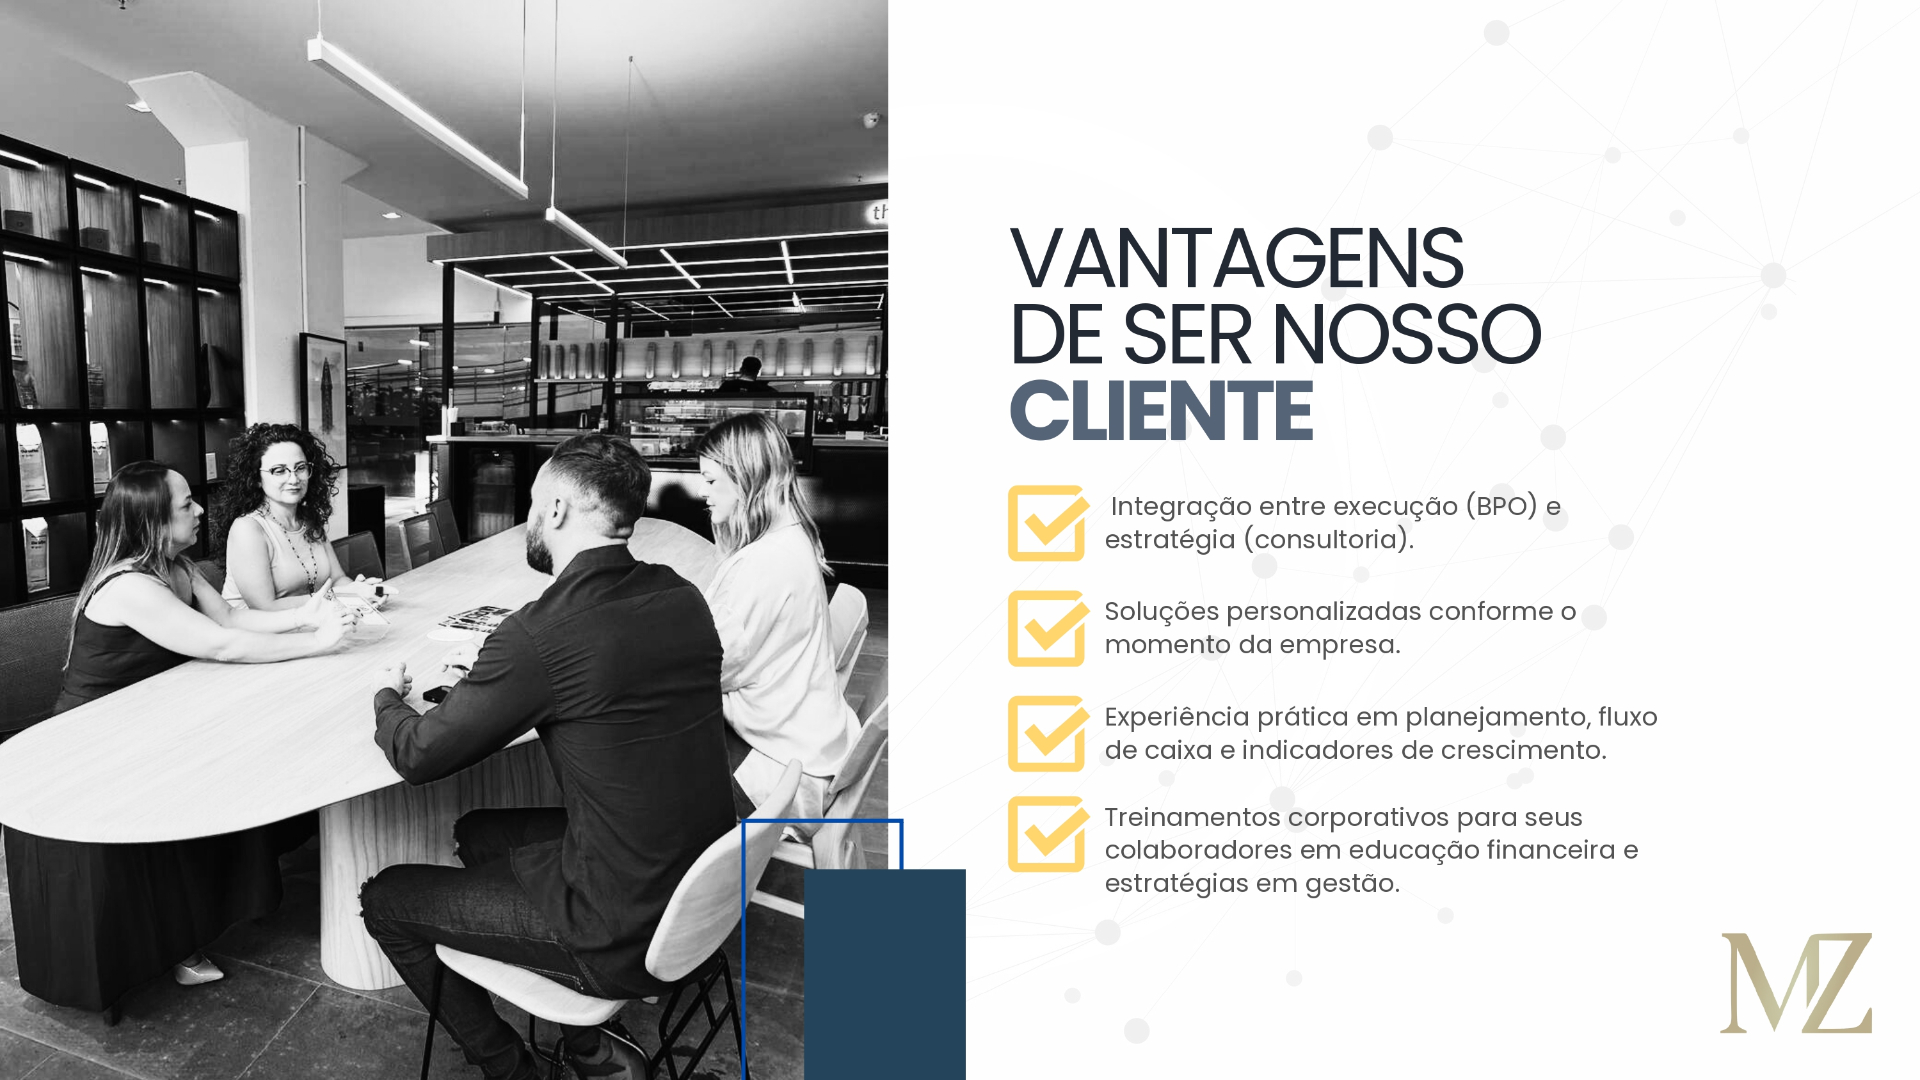 VANTAGENS
DE SER NOSSO
CLIENTE
Integração entre execução (BPO) e
estratégia (consultoria).
Soluções personalizadas conforme o
momento da empresa.
Experiência prática em planejamento, fluxo
de caixa e indicadores de crescimento.
Treinamentos corporativos para seus
colaboradores em educação financeira e
estratégias em gestão.
MZ